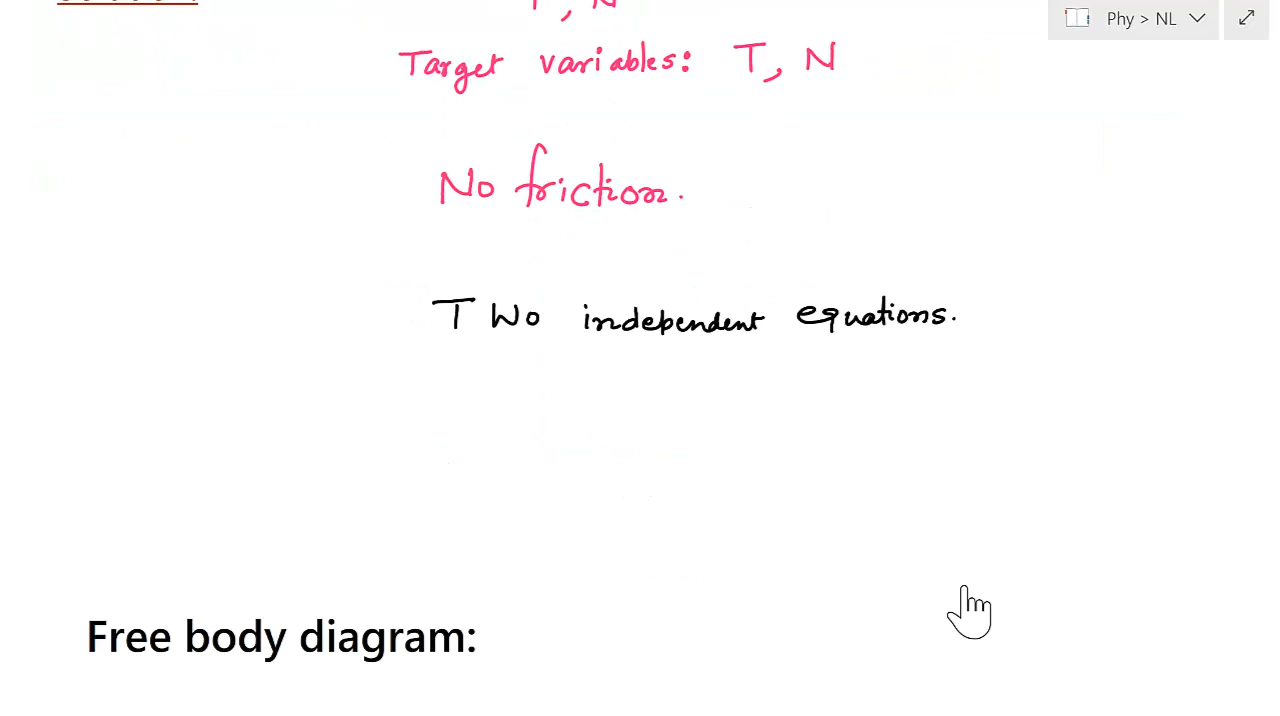 T, N
Phy > NL
Target variables: T, N
No friction.
Two independent equations.
Free body diagram: